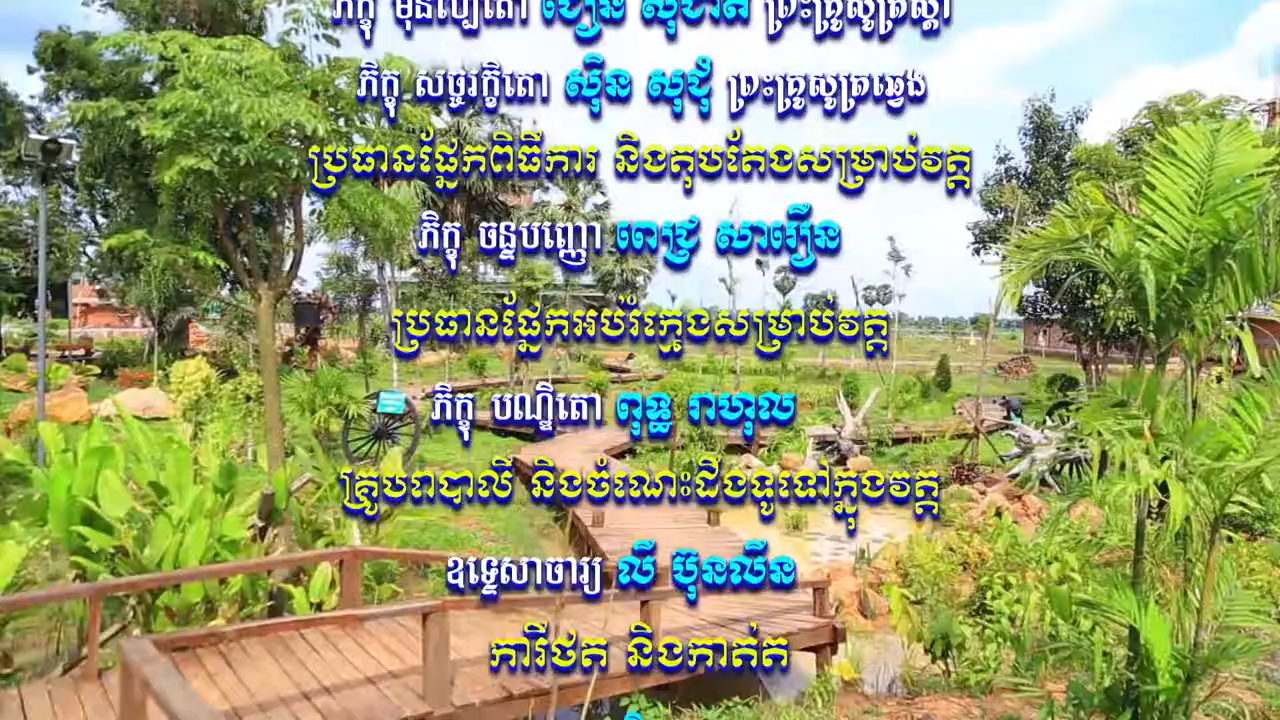 ភិក្ខុ សច្ចរក្ខិតោ ស៊ិន សុជុំ ព្រះគ្រូសូត្រឆ្វេង
ប្រធានផ្នែកពិធីការ និងតុបតែងសម្រាប់វត្ត
ភិក្ខុ ចន្ទបញ្ញោ ពេជ្រ សារឿន
ប្រធានផ្នែកអប់រំក្មេងសម្រាប់វត្ត
ភិក្ខុ បណ្ឌិតោ ពុទ្ធ រាហុល
គ្រូបរាបាលី និងចំណេះដឹងទូទៅក្នុងវត្ត
ឧទ្ទេសាចារ្យ លី ប៊ុនលីន
ការីថត និងកាត់ត